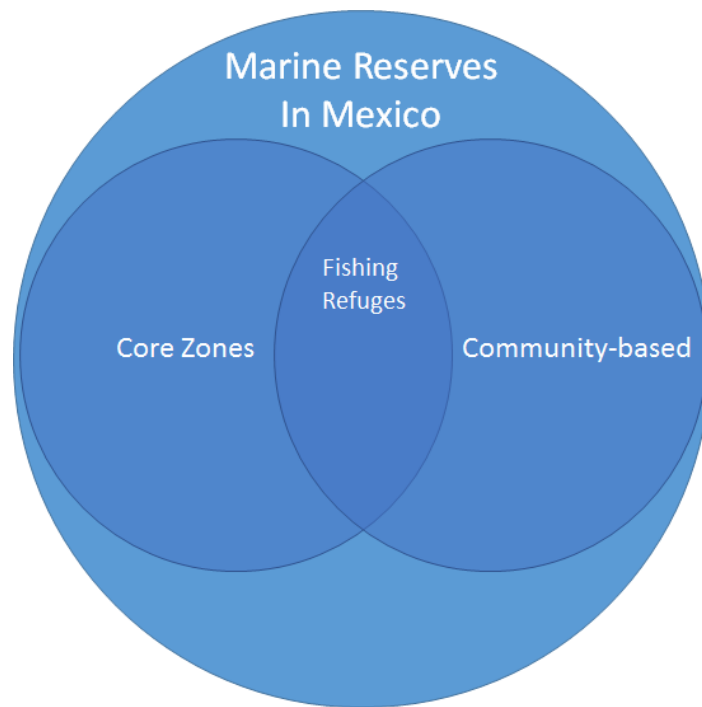 Marine Reserves
In Mexico
Fishing
Refuges
Core Zones
Community-based